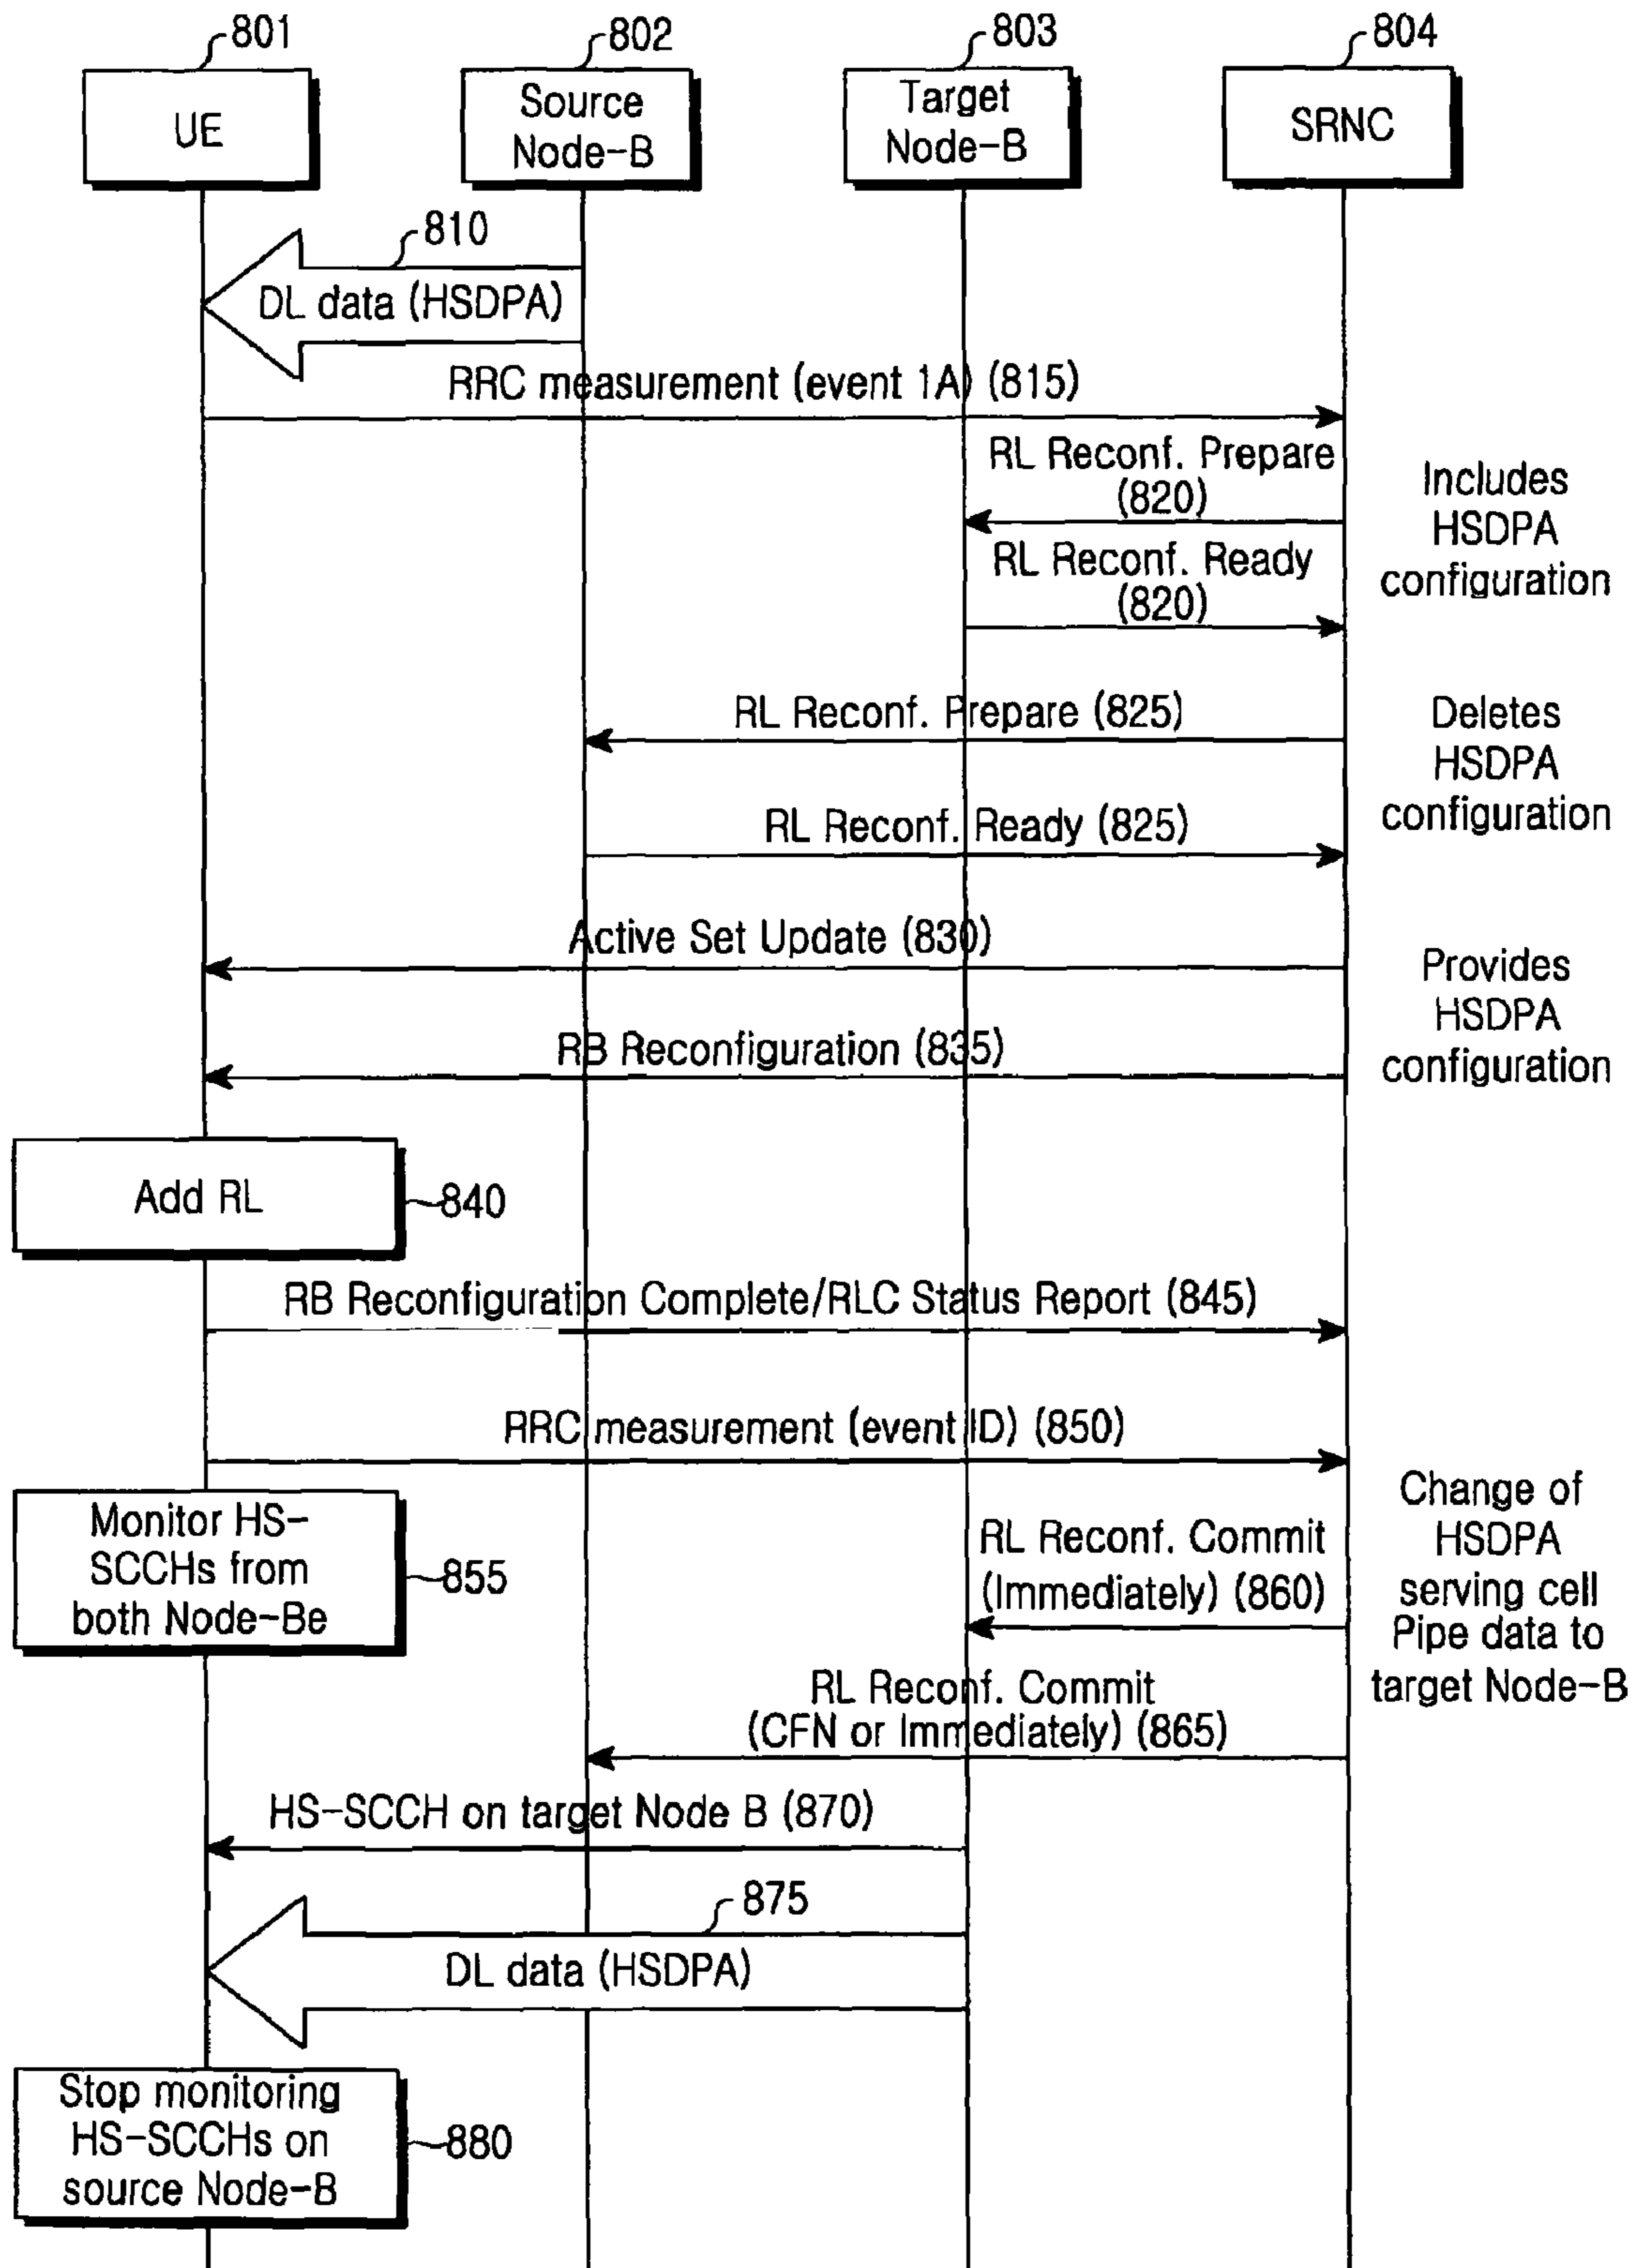 801
802
803
804
UE
Source
Node-B
Target
Node-B
SRNC
810
DL data (HSDPA)
RRC measurement (event 1A) (815)
RL Reconf. Prepare
(820)
RL Reconf. Ready
(820)
Includes
HSDPA
configuration
RL Reconf. Prepare (825)
RL Reconf. Ready (825)
Deletes
HSDPA
configuration
Active Set Update (830)
RB Reconfiguration (835)
Provides
HSDPA
configuration
Add RL
840
RB Reconfiguration Complete/RLC Status Report (845)
RRC measurement (event ID) (850)
Monitor HS-
SCCHs from
both Node-Be
855
RL Reconf. Commit
(Immediately) (860)
Change of
HSDPA
serving cell
Pipe data to
target Node-B
RL Reconf. Commit
(CFN or Immediately) (865)
HS-SCCH on target Node B (870)
875
DL data (HSDPA)
Stop monitoring
HS-SCCHs on
source Node-B
880